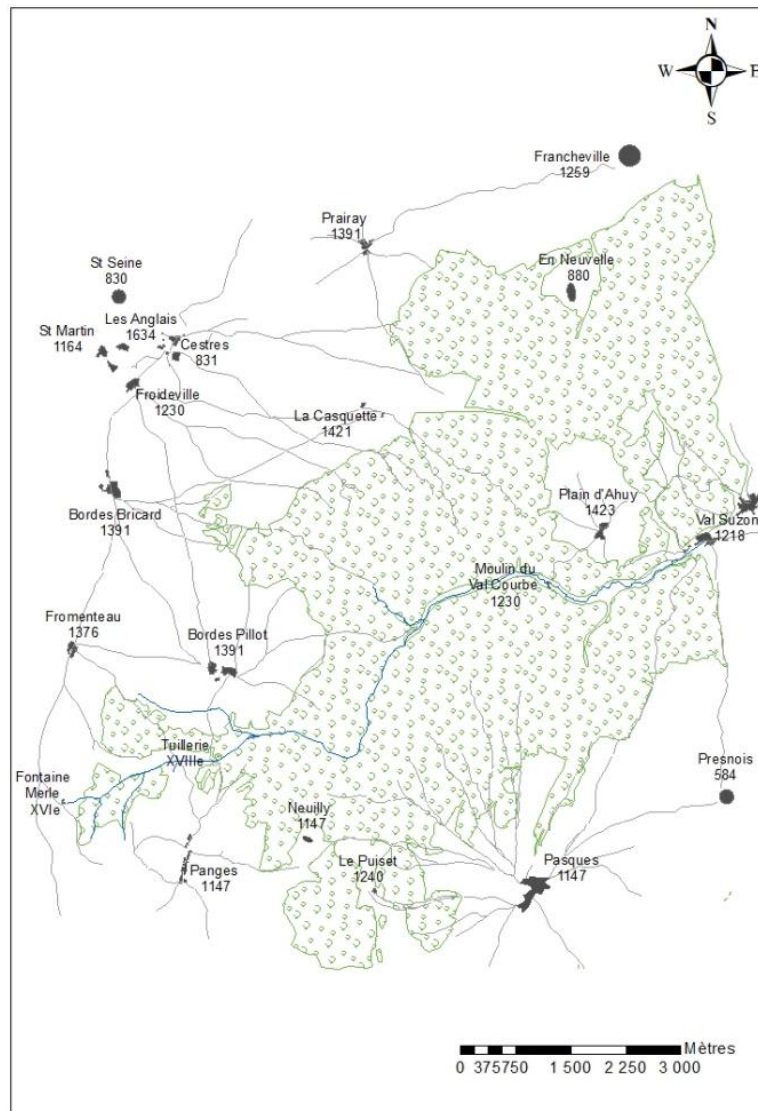 N
W E
S
Francheville
1259
Prairay
1391
En Neuvelle
880
St Seine
830
Les Anglais
1634
St Martin
1164
Cestres
831
Froideville
1230
La Casquette
1421
Plain d'Ahuy
1423
Bordes Bricard
1391
Val Suzon
1218
Moulin du
Val Courbe
1230
Fromenteau
1376
Bordes Pillot
1391
Tuillerie
XVIIIe
Fontaine
Merle
XVIe
Presnois
584
Neuilly
1147
Le Puiset
1240
Pasques
1147
Panges
1147
Mètres
0 375750 1 500 2 250 3 000